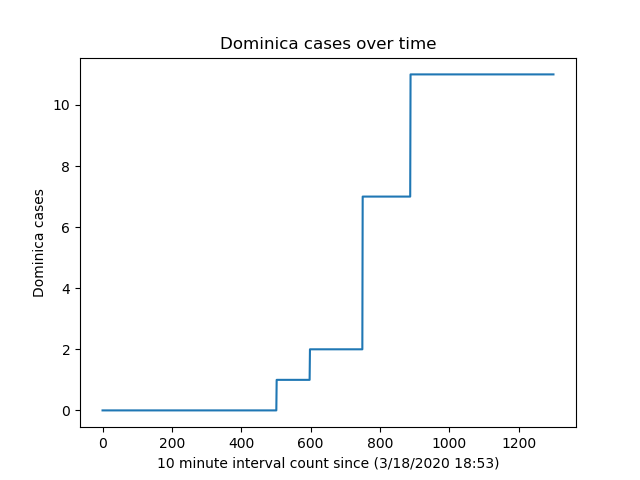 Dominica cases over time
Dominica cases
10
8
6
4
2
0
0 200 400 600 800 1000 1200
10 minute interval count since (3/18/2020 18:53)